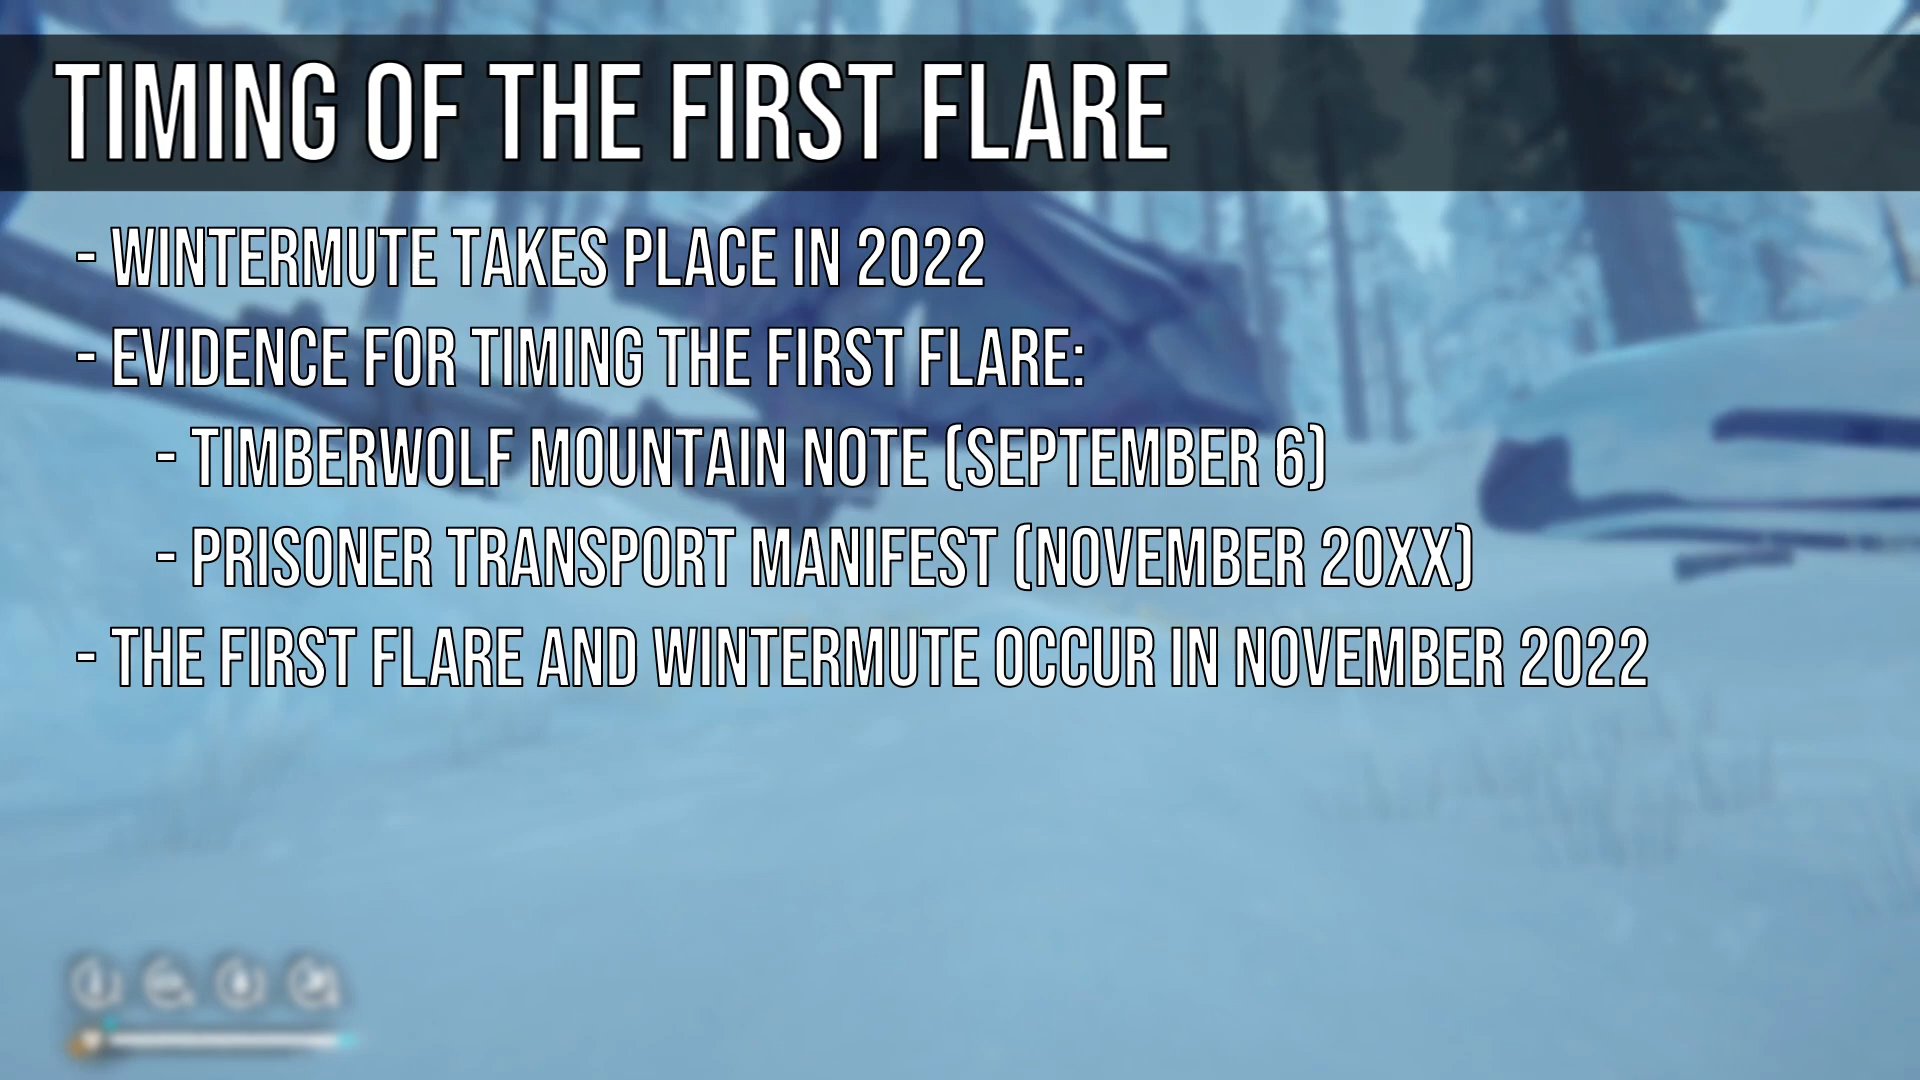 TIMING OF THE FIRST FLARE
- WINTERMUTE TAKES PLACE IN 2022
- EVIDENCE FOR TIMING THE FIRST FLARE:
- TIMBERWOLF MOUNTAIN NOTE (SEPTEMBER 6)
- PRISONER TRANSPORT MANIFEST (NOVEMBER 20XX)
- THE FIRST FLARE AND WINTERMUTE OCCUR IN NOVEMBER 2022